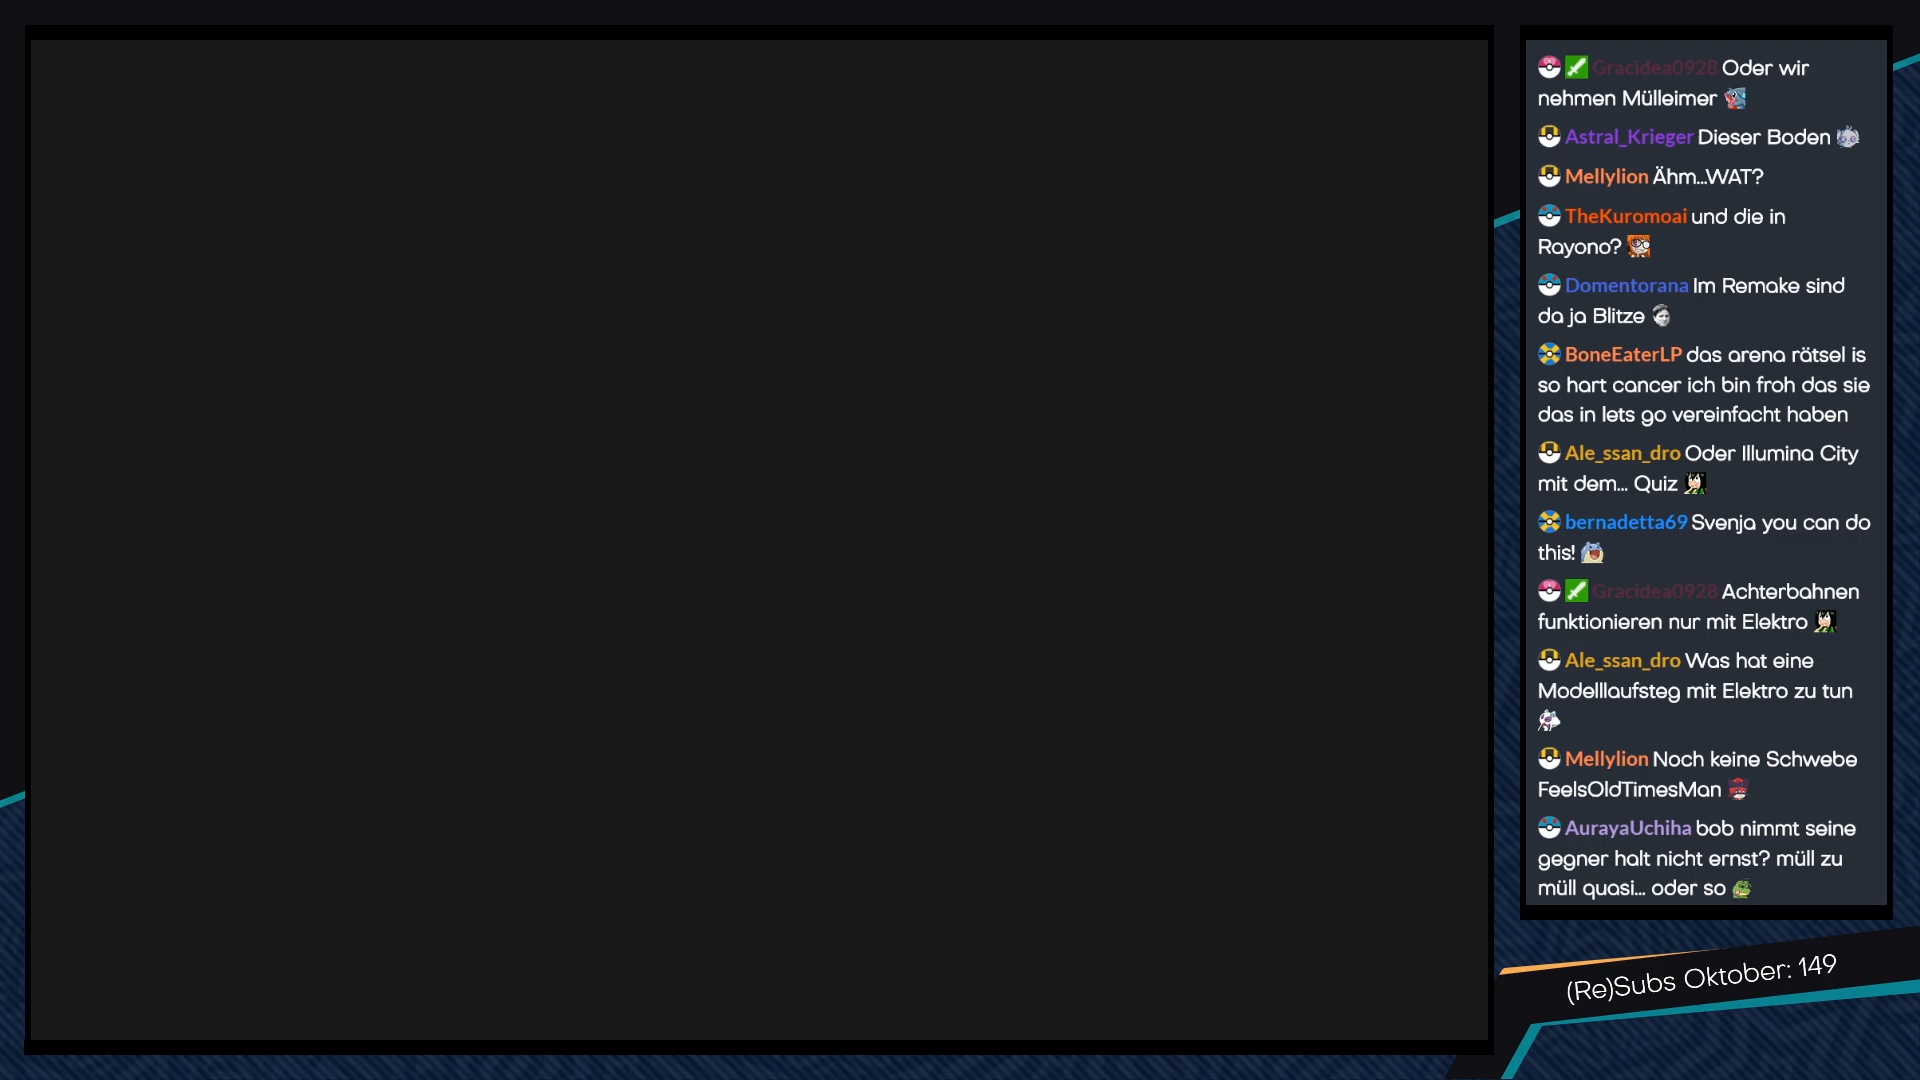 Gracidea0928 Oder wir
nehmen Mülleimer
Astral_Krieger Dieser Boden
Mellylion Ähm...WAT?
TheKuromoai und die in
Rayono?
Domentorana Im Remake sind
da ja Blitze
BoneEaterLP das arena rätsel is
so hart cancer ich bin froh das sie
das in lets go vereinfacht haben
Ale_ssan_dro Oder Illumina City
mit dem... Quiz
bernadetta69 Svenja you can do
this!
Gracidea0928 Achterbahnen
funktionieren nur mit Elektro
Ale_ssan_dro Was hat eine
Modelllaufsteg mit Elektro zu tun
Mellylion Noch keine Schwebe
FeelsOldTimesMan
AurayaUchiha bob nimmt seine
gegner halt nicht ernst? müll zu
müll quasi... oder so
(Re)Subs Oktober: 149